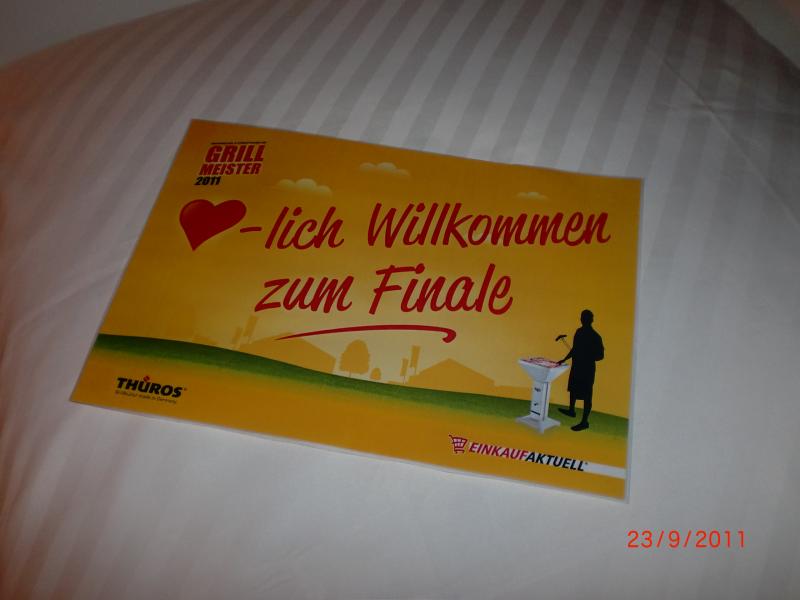 GRILL
MEISTER
2011
-lich Willkommen
zum Finale
THÜROS®
EINKAUFAKTUELL
23/9/2011